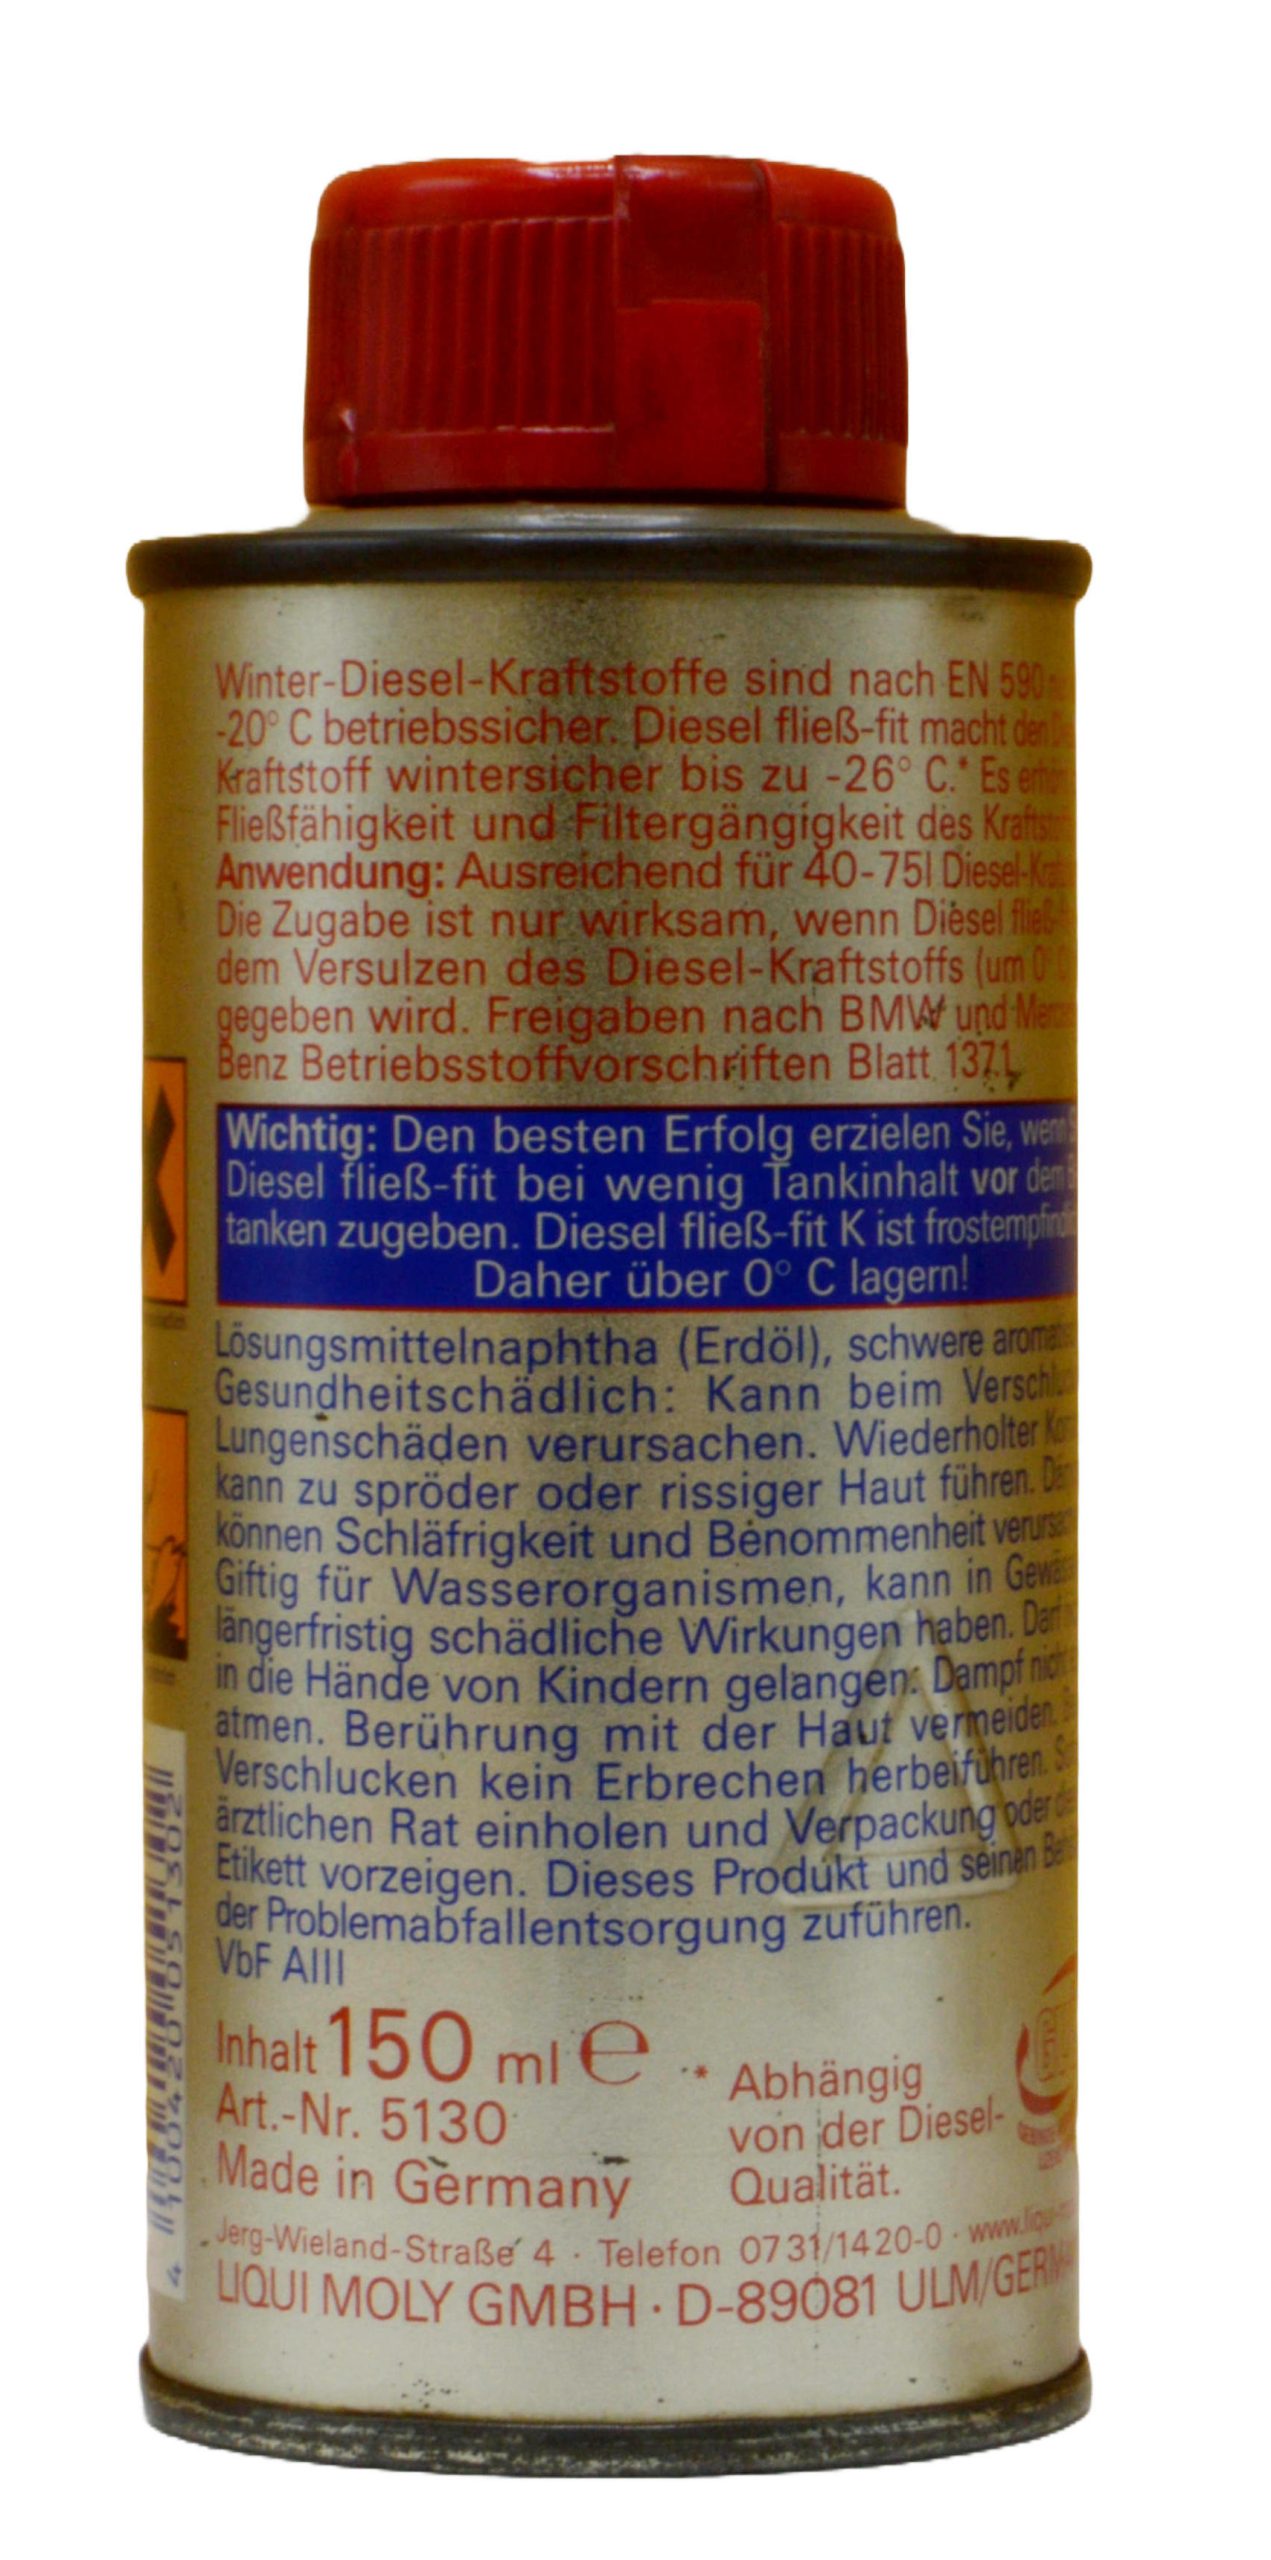 Winter-Diesel-Kraftstoffe sind nach EN 590
-20° C betriebssicher. Diesel fließ-fit macht den
Kraftstoff wintersicher bis zu -26° C.* Es
Fließfähigkeit und Filtergängigkeit des
Anwendung: Ausreichend für 40-75l
Die Zugabe ist nur wirksam, wenn Diesel
dem Versulzen des Diesel-Kraftstoffs (um 0°
gegeben wird. Freigaben nach BMW und
Benz Betriebsstoffvorschriften Blatt 137.1
Wichtig: Den besten Erfolg erzielen Sie, wenn
Diesel fließ-fit bei wenig Tankinhalt vor dem
tanken zugeben. Diesel fließ-fit K ist
Daher über 0° C lagern!
Lösungsmittelnaphtha (Erdöl), schwere
Gesundheitschädlich: Kann beim
Lungenschäden verursachen. Wiederholter
kann zu spröder oder rissiger Haut führen.
können Schläfrigkeit und Benommenheit
Giftig für Wasserorganismen, kann in
längerfristig schädliche Wirkungen haben. Darf
in die Hände von Kindern gelangen. Dampf
atmen. Berührung mit der Haut vermeiden.
Verschlucken kein Erbrechen herbeiführen.
ärztlichen Rat einholen und Verpackung oder
Etikett vorzeigen. Dieses Produkt und seinen
der Problemabfallentsorgung zuführen.
VbF AIII
Inhalt 150 ml e
Art.-Nr. 5130
Made in Germany
* Abhängig
von der Diesel-
Qualität.
Jerg-Wieland-Straße 4 · Telefon 0731/1420-0 ·
LIQUI MOLY GMBH · D-89081 ULM/
4 100420 051302